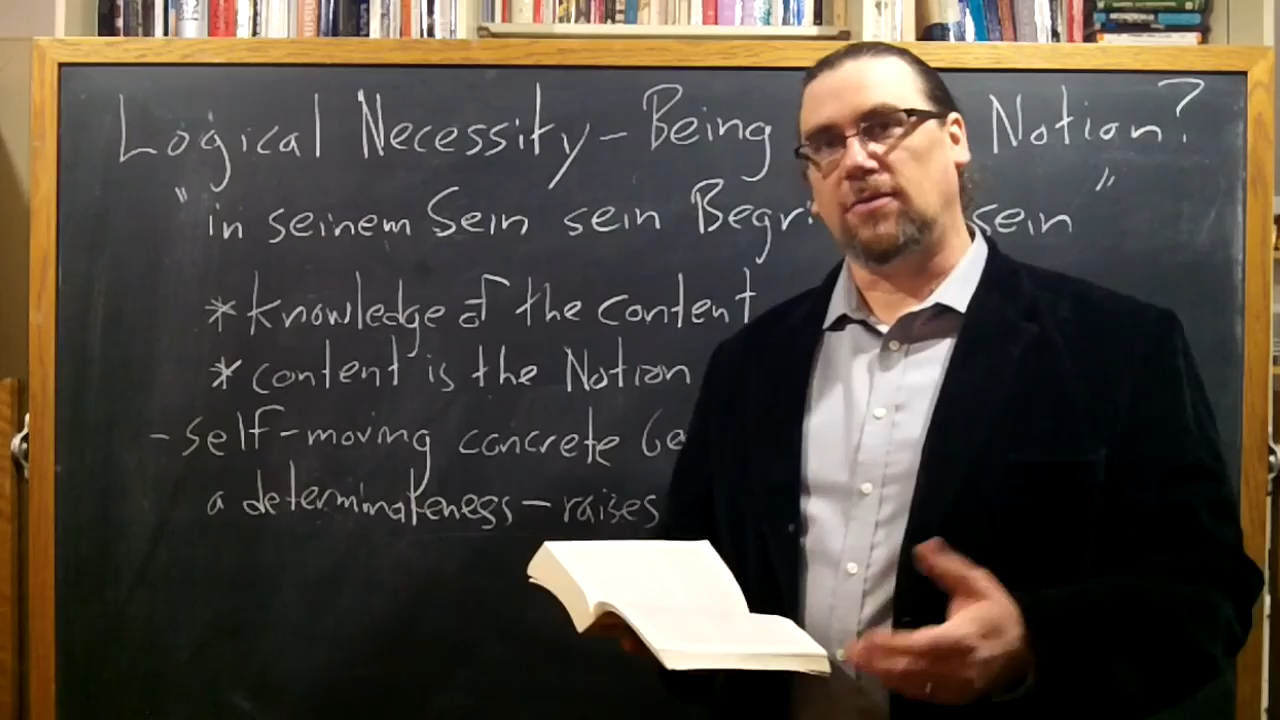 Logical Necessity - Being Notion?
"in seinem Sein sein sein"
* knowledge of the content
* content is the Notion
- self-moving concrete
a determinateness - raises